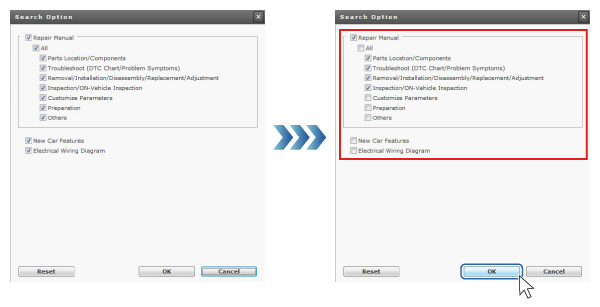 Search Option
Repair Manual
All
Parts Location/Components
Troubleshoot (DTC Chart/Problem Symptoms)
Removal/Installation/Disassembly/Replacement/Adjustment
Inspection/ON-Vehicle Inspection
Customize Parameters
Preparation
Others
New Car Features
Electrical Wiring Diagram
Reset OK Cancel
Search Option
Repair Manual
All
Parts Location/Components
Troubleshoot (DTC Chart/Problem Symptoms)
Removal/Installation/Disassembly/Replacement/Adjustment
Inspection/ON-Vehicle Inspection
Customize Parameters
Preparation
Others
New Car Features
Electrical Wiring Diagram
Reset OK Cancel